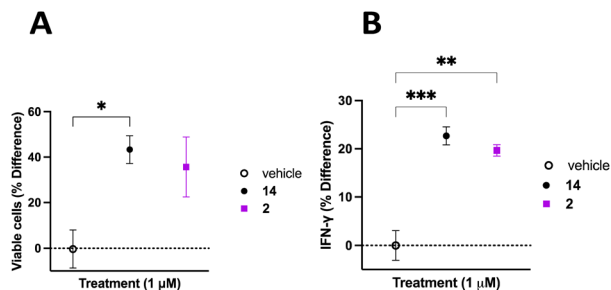 A
Viable cells (% Difference)
60
40
20
0
*
Treatment (1 μM)
vehicle
14
2
B
IFN-γ (% Difference)
30
20
10
0
**
***
Treatment (1 μM)
vehicle
14
2